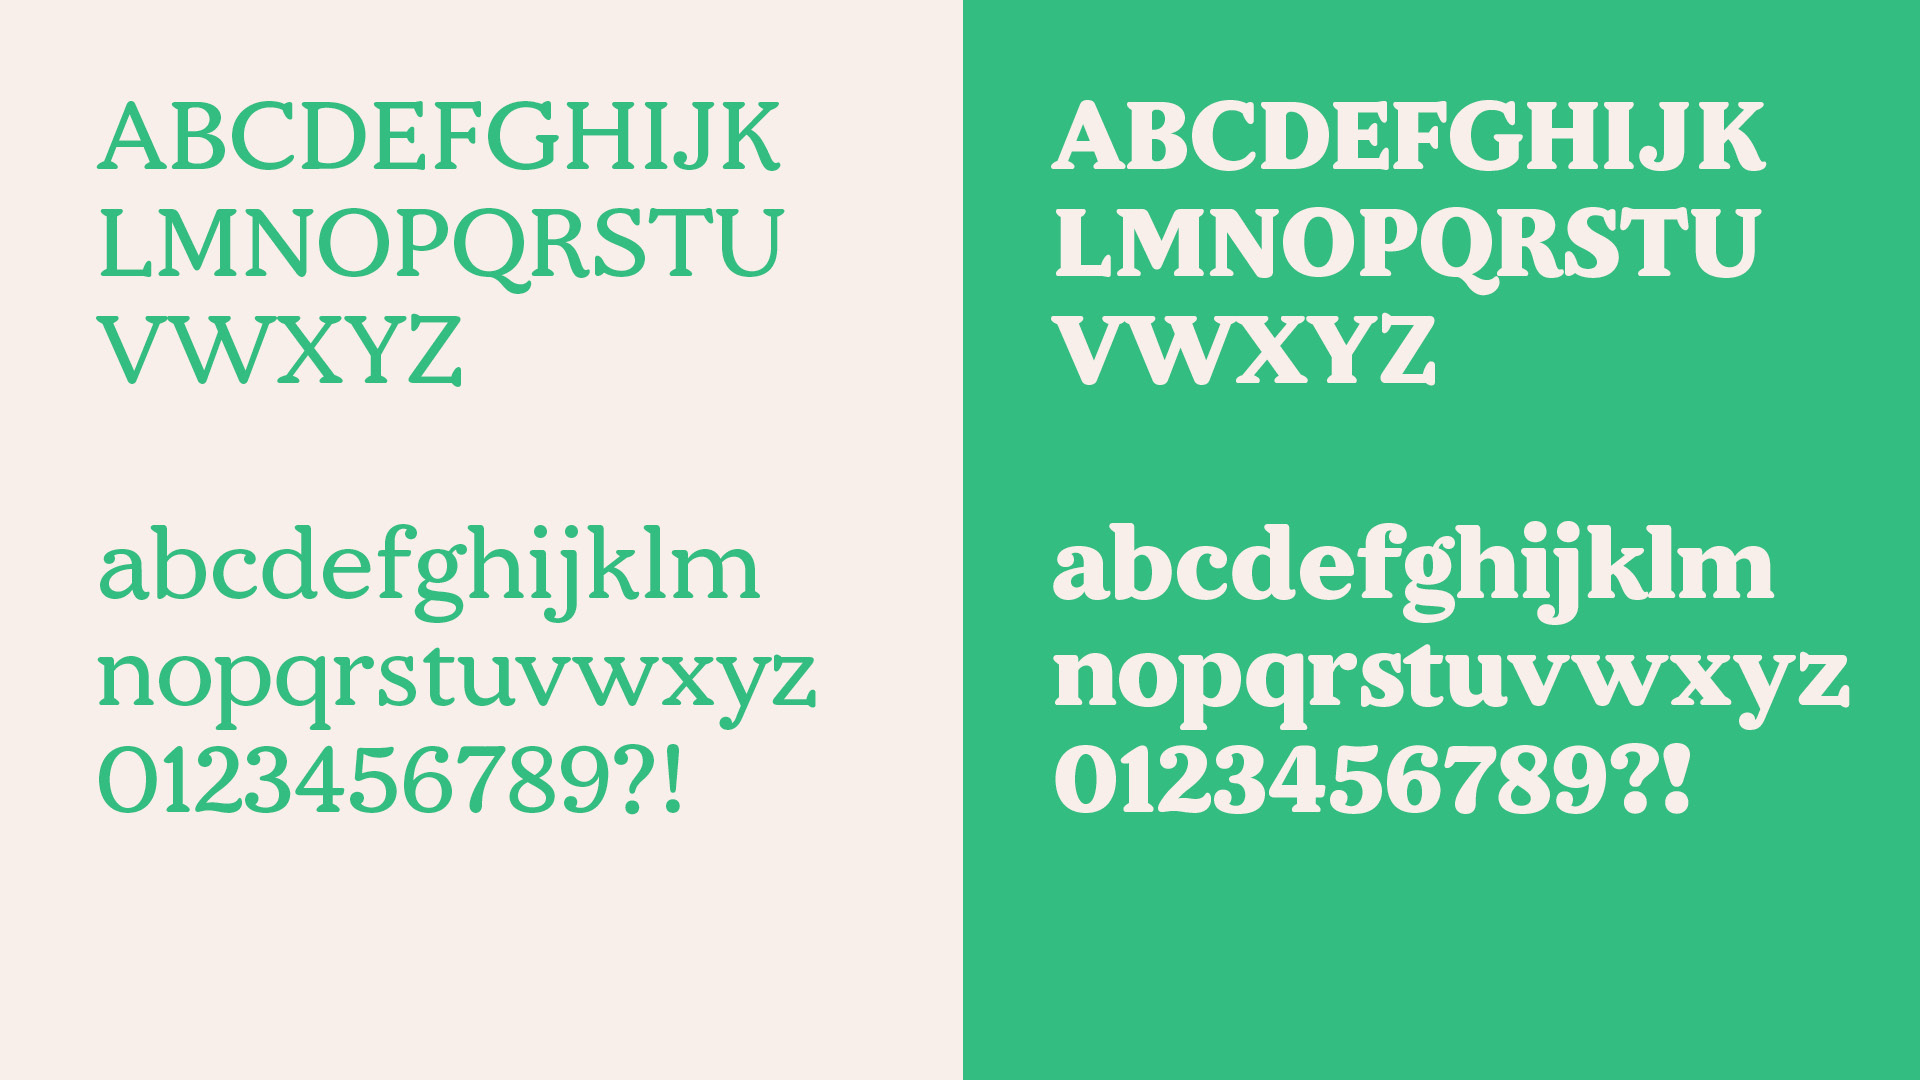 ABCDEFGHIJK
LMNOPQRSTU
VWXYZ
abcdefghijklm
nopqrstuvwxyz
0123456789?!
ABCDEFGHIJK
LMNOPQRSTU
VWXYZ
abcdefghijklm
nopqrstuvwxyz
0123456789?!